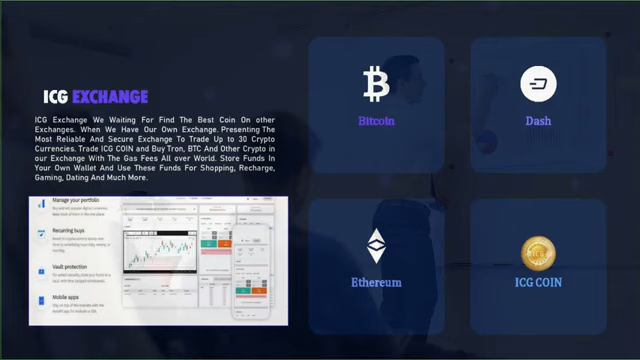 ICG EXCHANGE
ICG Exchange We Waiting For Find The Best Coin On other
Exchanges. When We Have Our Own Exchange. Presenting The
Most Reliable And Secure Exchange To Trade Up to 30 Crypto
Currencies. Trade ICG COIN and Buy Tron, BTC And Other Crypto in
our Exchange With The Gas Fees All over World. Store Funds In
Your Own Wallet And Use These Funds For Shopping, Recharge,
Gaming, Dating And Much More.
Manage your portfolio
Recurring buys
Vault protection
Mobile apps
Bitcoin
Dash
Ethereum
ICG COIN